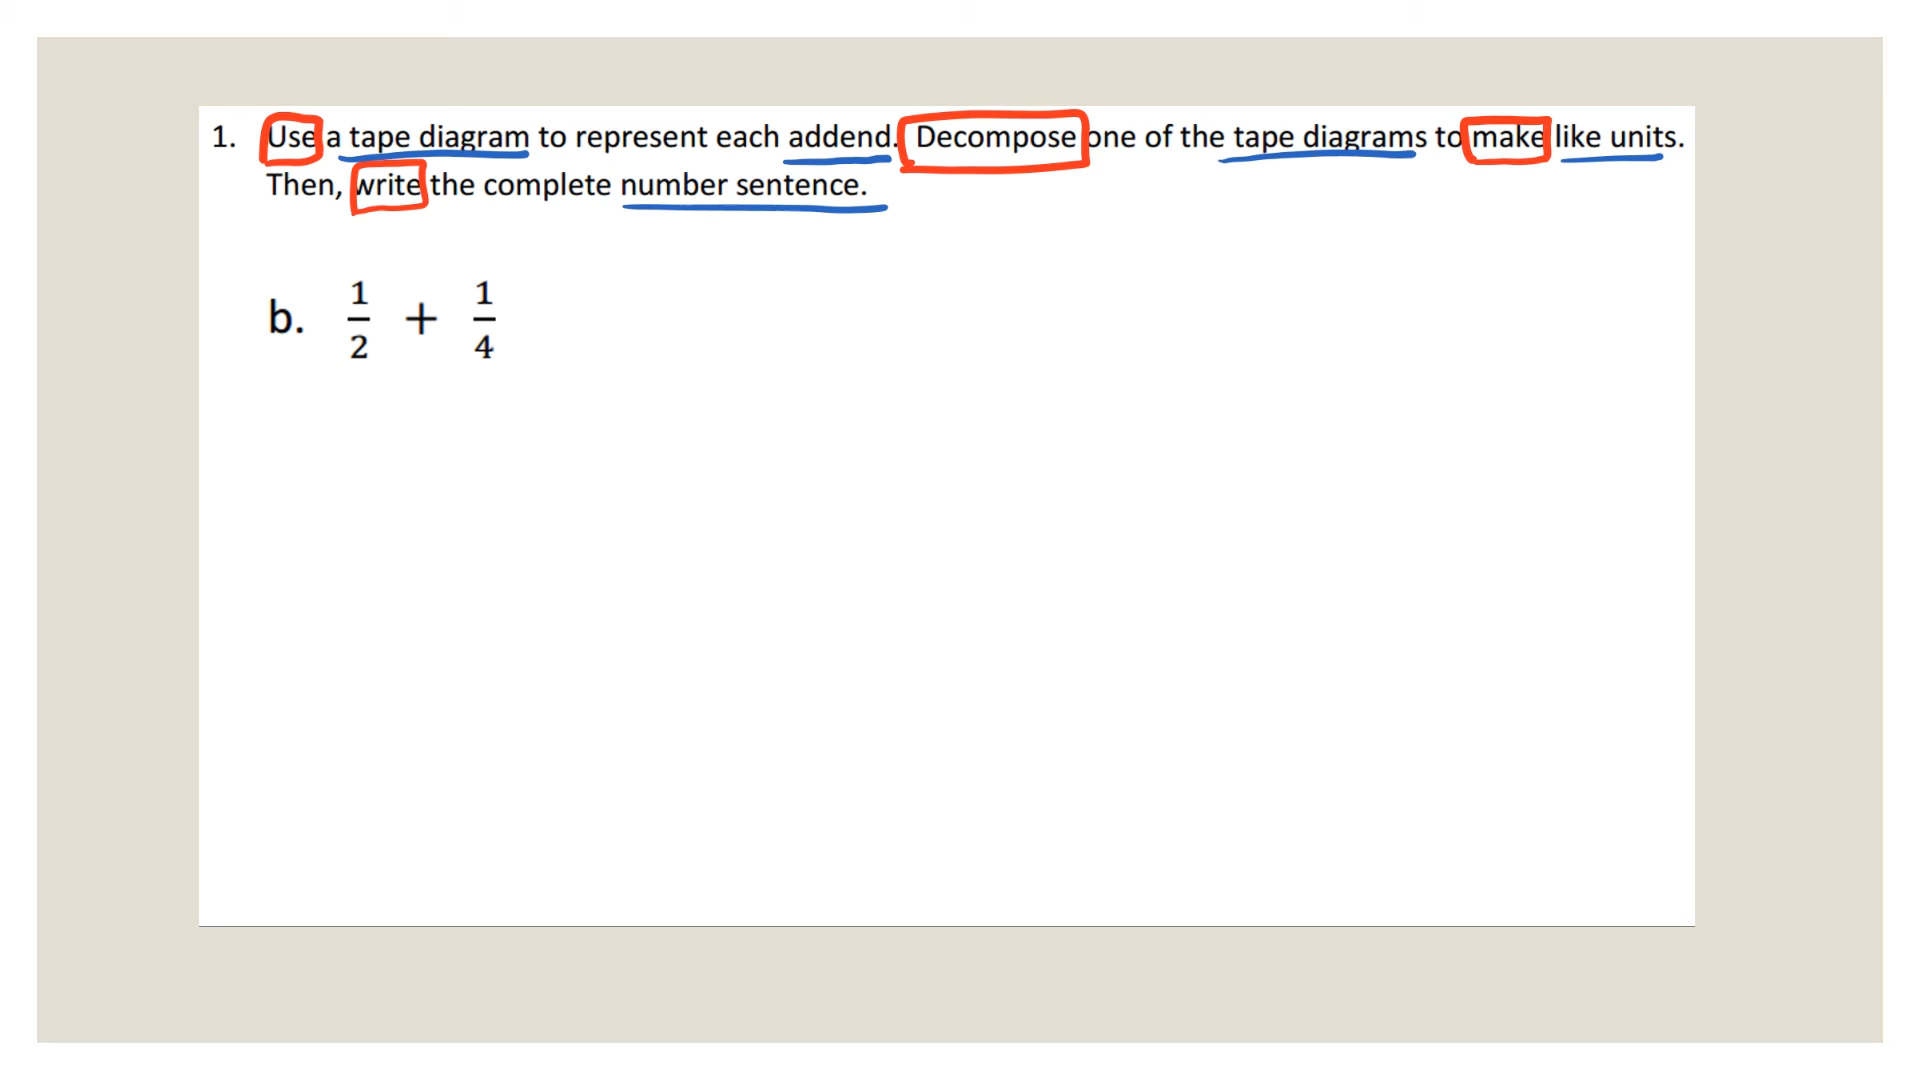 1. Use a tape diagram to represent each addend. Decompose one of the tape diagrams to make like units.
Then, write the complete number sentence.
b. 1/2 + 1/4